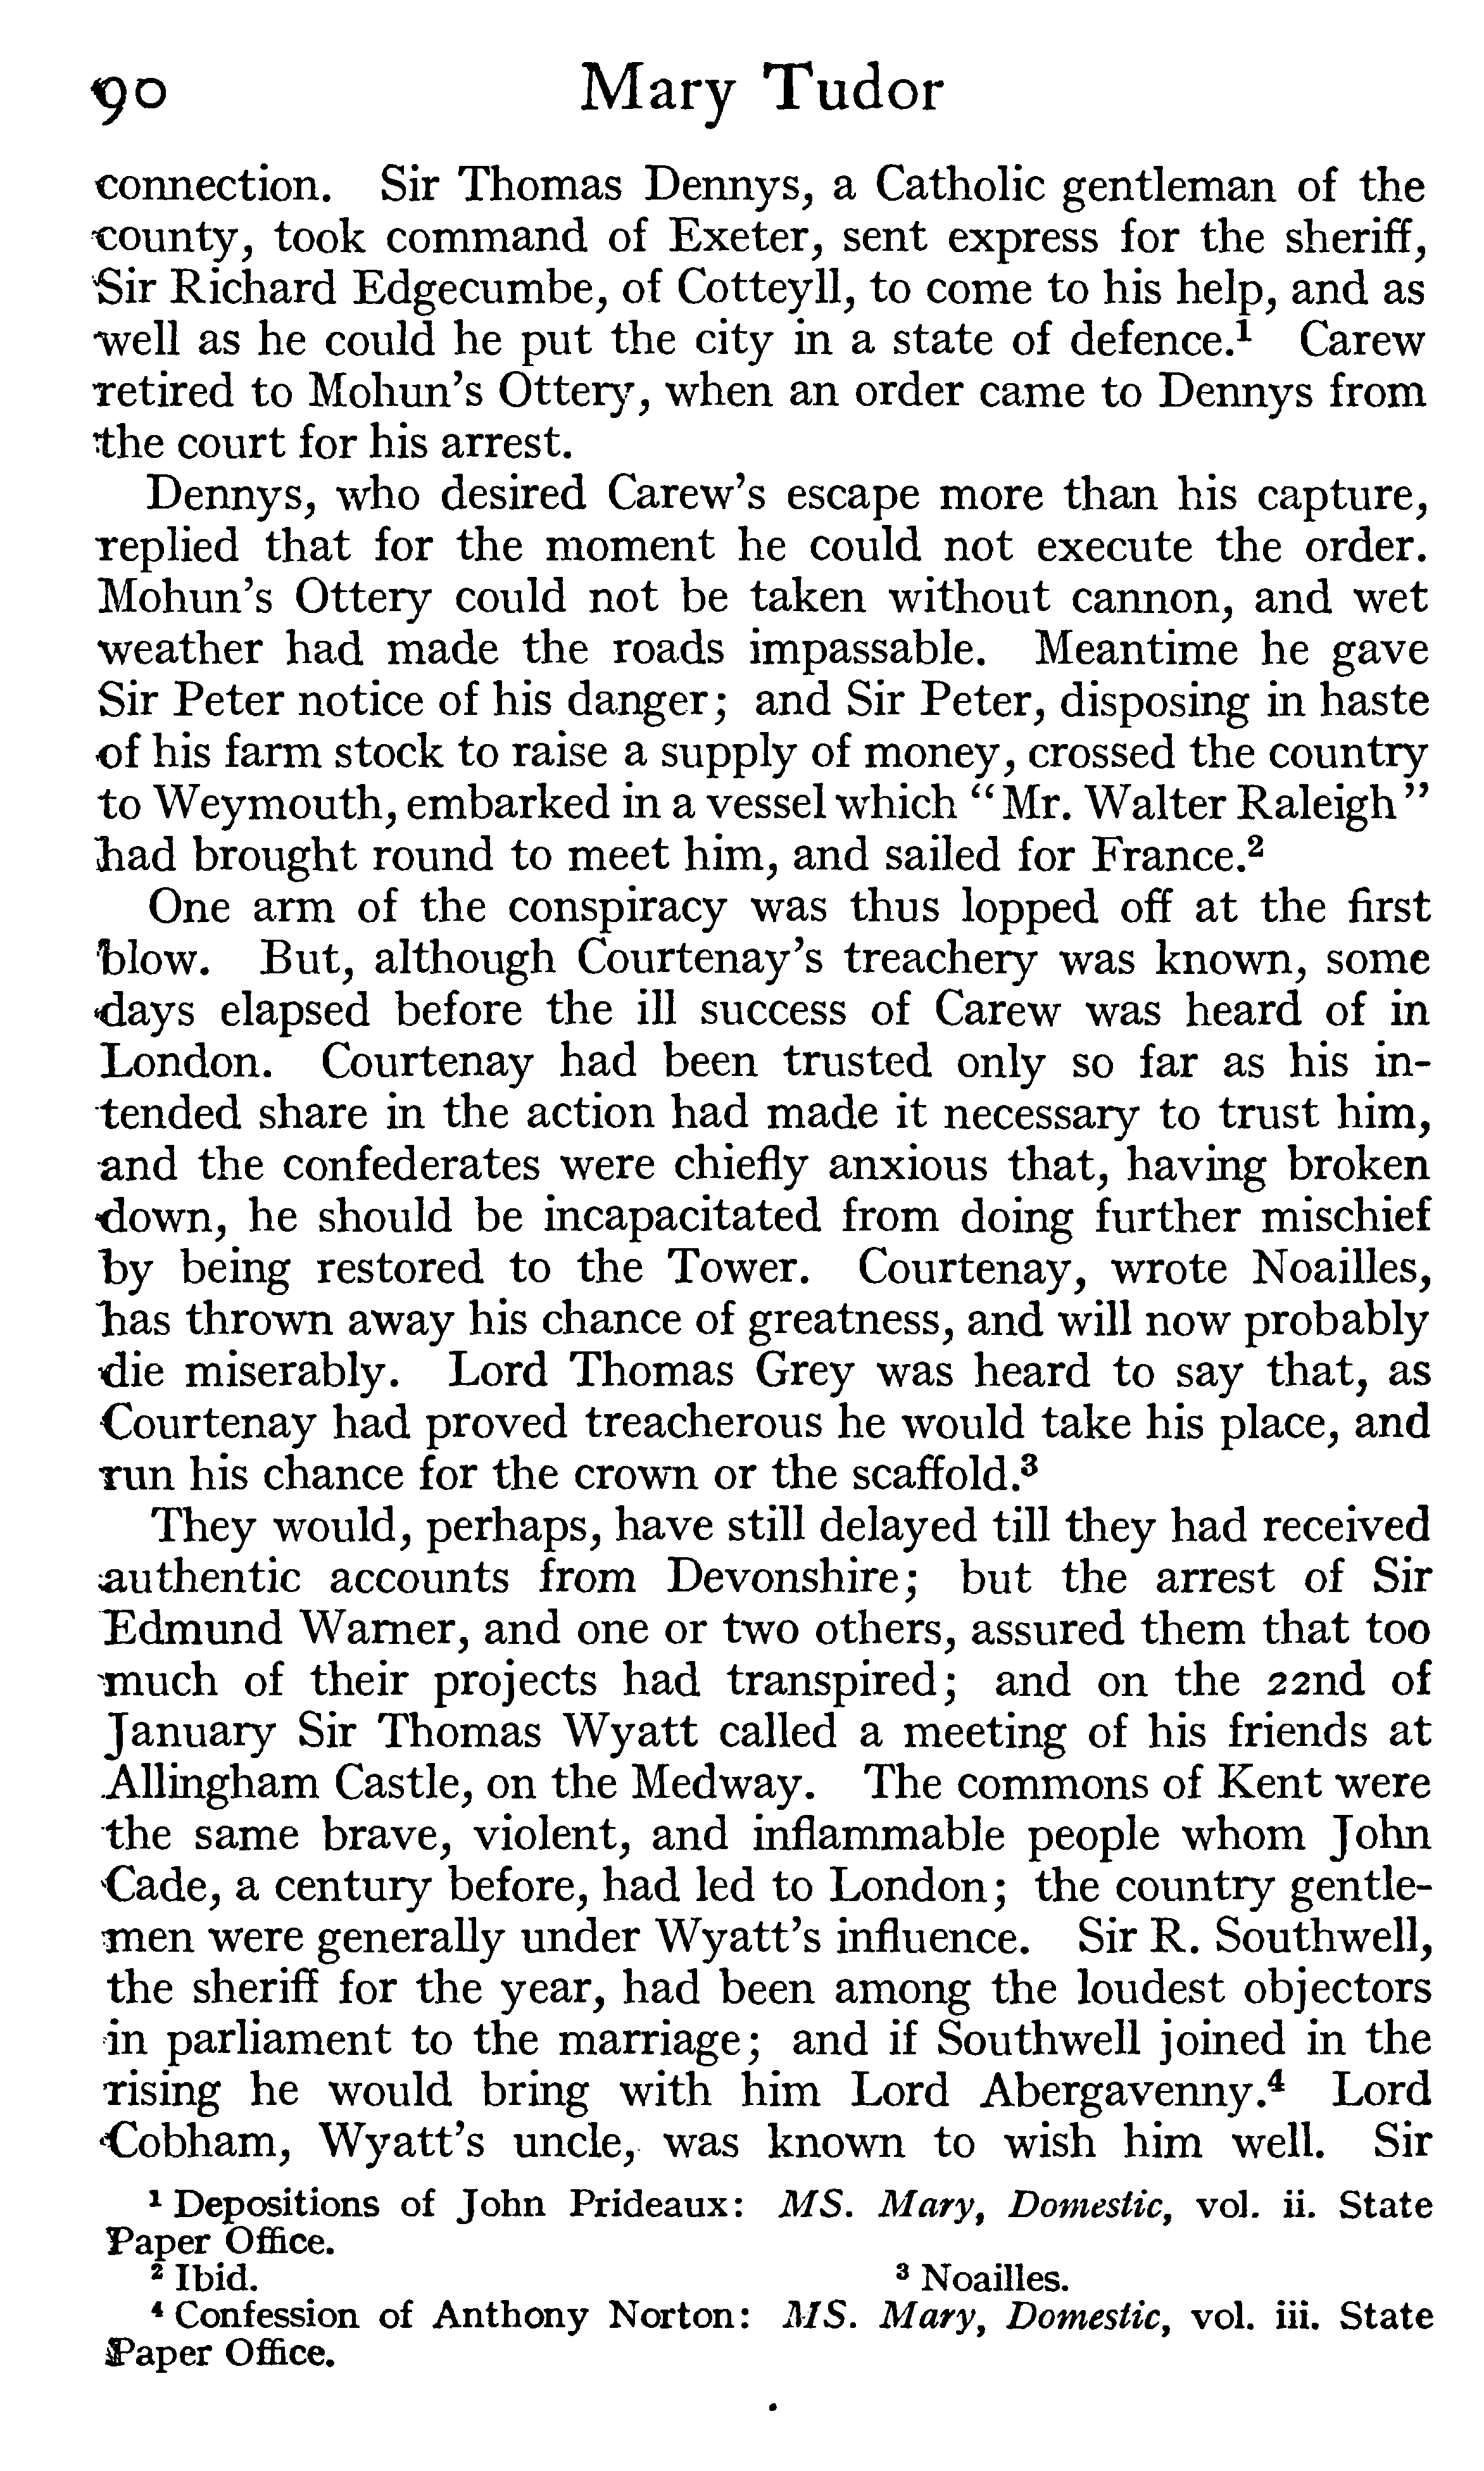 90 Mary Tudor
connection. Sir Thomas Dennys, a Catholic gentleman of the
county, took command of Exeter, sent express for the sheriff,
Sir Richard Edgecumbe, of Cotteyll, to come to his help, and as
well as he could he put the city in a state of defence.¹ Carew
retired to Mohun's Ottery, when an order came to Dennys from
the court for his arrest.
Dennys, who desired Carew's escape more than his capture,
replied that for the moment he could not execute the order.
Mohun's Ottery could not be taken without cannon, and wet
weather had made the roads impassable. Meantime he gave
Sir Peter notice of his danger; and Sir Peter, disposing in haste
of his farm stock to raise a supply of money, crossed the country
to Weymouth, embarked in a vessel which "Mr. Walter Raleigh"
had brought round to meet him, and sailed for France.²
One arm of the conspiracy was thus lopped off at the first
blow. But, although Courtenay's treachery was known, some
days elapsed before the ill success of Carew was heard of in
London. Courtenay had been trusted only so far as his in-
tended share in the action had made it necessary to trust him,
and the confederates were chiefly anxious that, having broken
down, he should be incapacitated from doing further mischief
by being restored to the Tower. Courtenay, wrote Noailles,
has thrown away his chance of greatness, and will now probably
die miserably. Lord Thomas Grey was heard to say that, as
Courtenay had proved treacherous he would take his place, and
run his chance for the crown or the scaffold.³
They would, perhaps, have still delayed till they had received
authentic accounts from Devonshire; but the arrest of Sir
Edmund Warner, and one or two others, assured them that too
much of their projects had transpired; and on the 22nd of
January Sir Thomas Wyatt called a meeting of his friends at
Allingham Castle, on the Medway. The commons of Kent were
the same brave, violent, and inflammable people whom John
Cade, a century before, had led to London; the country gentle-
men were generally under Wyatt's influence. Sir R. Southwell,
the sheriff for the year, had been among the loudest objectors
in parliament to the marriage; and if Southwell joined in the
rising he would bring with him Lord Abergavenny.⁴ Lord
Cobham, Wyatt's uncle, was known to wish him well. Sir
¹ Depositions of John Prideaux: MS. Mary, Domestic, vol. ii. State
Paper Office.
² Ibid. ³ Noailles.
⁴ Confession of Anthony Norton: MS. Mary, Domestic, vol. iii. State
Paper Office.